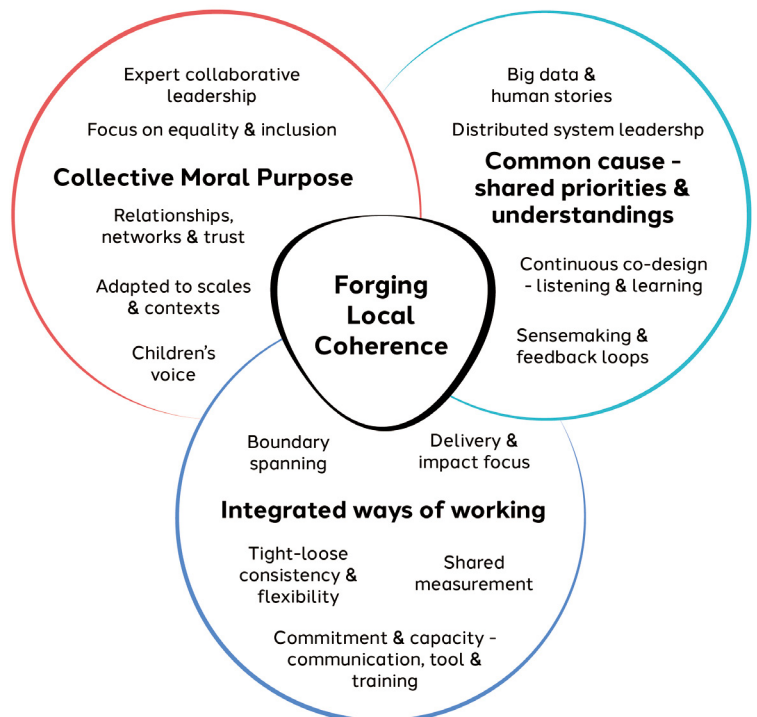 Expert collaborative
leadership
Focus on equality & inclusion
Collective Moral Purpose
Relationships,
networks & trust
Adapted to scales
& contexts
Children's
voice
Big data &
human stories
Distributed system leadershp
Common cause -
shared priorities &
understandings
Continuous co-design
- listening & learning
Sensemaking &
feedback loops
Forging
Local
Coherence
Boundary
spanning
Delivery &
impact focus
Integrated ways of working
Tight-loose
consistency &
flexibility
Shared
measurement
Commitment & capacity -
communication, tool &
training